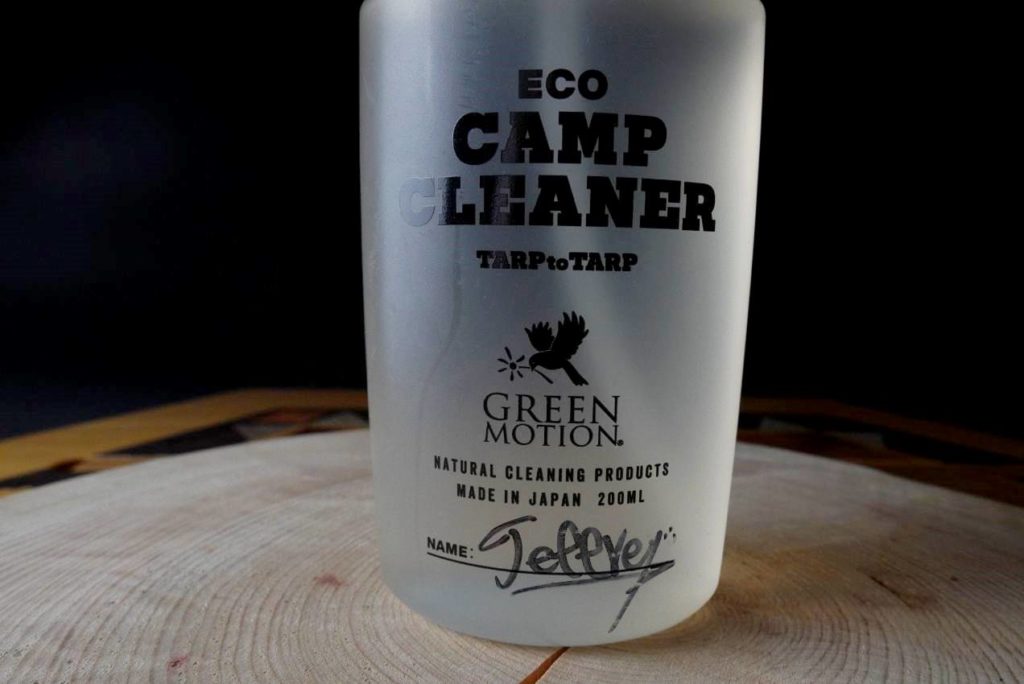 ECO
CAMP
CLEANER
TARP to TARP
GREEN
MOTION®
NATURAL CLEANING PRODUCTS
MADE IN JAPAN 200ML
NAME: Jeffrey